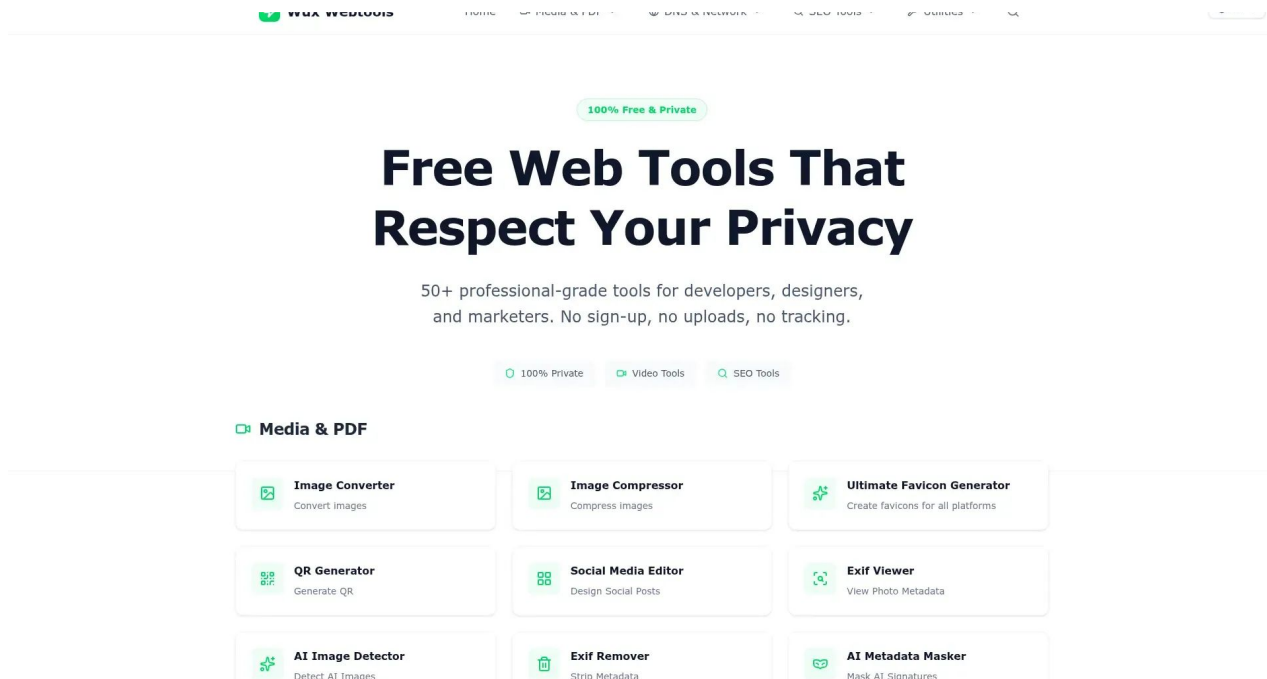 Wux Webtools
Home Media & PDF DNS & Network SEO Tools Utilities
100% Free & Private
Free Web Tools That
Respect Your Privacy
50+ professional-grade tools for developers, designers,
and marketers. No sign-up, no uploads, no tracking.
100% Private Video Tools SEO Tools
Media & PDF
Image Converter
Convert images
Image Compressor
Compress images
Ultimate Favicon Generator
Create favicons for all platforms
QR Generator
Generate QR
Social Media Editor
Design Social Posts
Exif Viewer
View Photo Metadata
AI Image Detector
Detect AI Images
Exif Remover
Strip Metadata
AI Metadata Masker
Mask AI Signatures